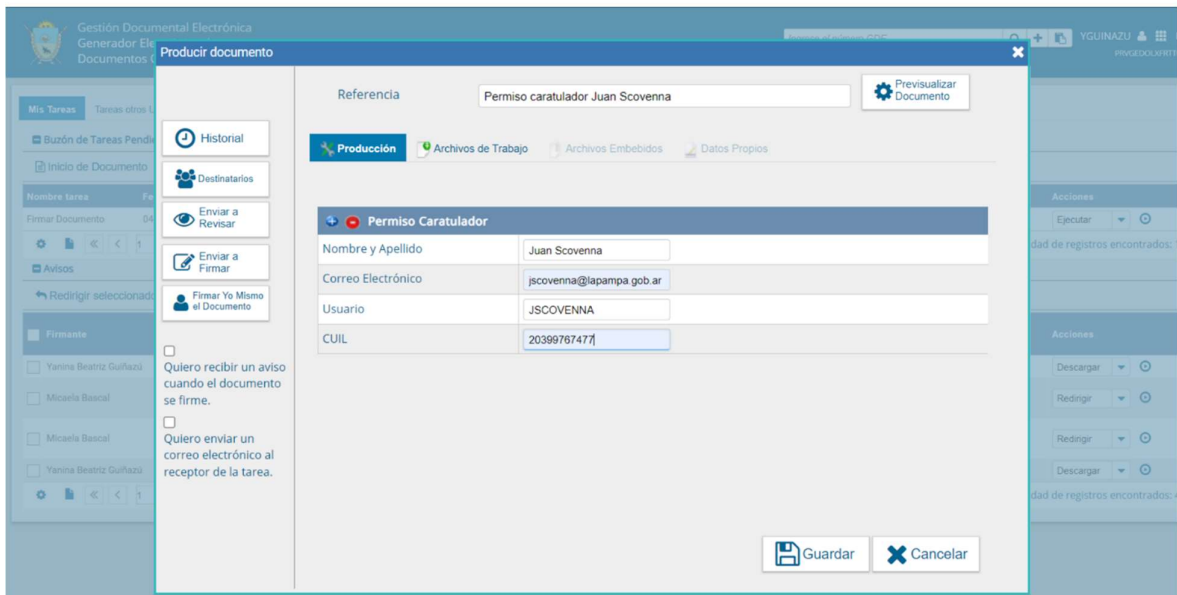 Gestión Documental Electrónica
Generador Ele
Documentos
YGUINAZU
Producir documento
Mis Tareas
Tareas otros
Buzón de Tareas Pendie
Inicio de Documento
Nombre tarea
Fe
Firmar Documento
04
1
Avisos
Redirigir seleccionado
Firmante
Yanina Beatriz Guiñazú
Micaela Bascal
Micaela Bascal
Yanina Beatriz Guiñazú
1
Historial
Destinatarios
Enviar a
Revisar
Enviar a
Firmar
Firmar Yo Mismo
el Documento
Quiero recibir un aviso
cuando el documento
se firme.
Quiero enviar un
correo electrónico al
receptor de la tarea.
Referencia
Permiso caratulador Juan Scovenna
Previsualizar
Documento
Producción
Archivos de Trabajo
Archivos Embebidos
Datos Propios
Permiso Caratulador
Nombre y Apellido
Juan Scovenna
Correo Electrónico
jscovenna@lapampa.gob.ar
Usuario
JSCOVENNA
CUIL
20399767477
Guardar
Cancelar
Acciones
Ejecutar
dad de registros encontrados:
Acciones
Descargar
Redirigir
Redirigir
Descargar
dad de registros encontrados: